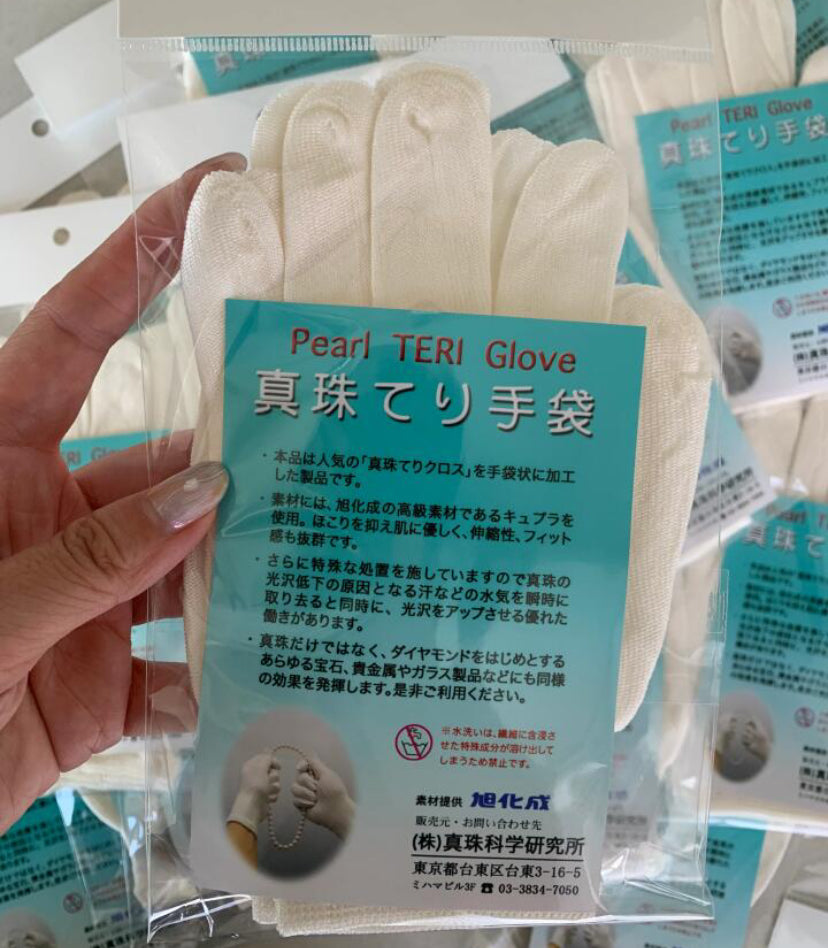 Pearl TERI Glove
真珠てり手袋
・本品は人気の「真珠てりクロス」を手袋状に加工
した製品です。
・素材には、旭化成の高級素材であるキュプラを
使用。ほこりを抑え肌に優しく、伸縮性、フィット
感も抜群です。
・さらに特殊な処置を施していますので真珠の
光沢低下の原因となる汗などの水気を瞬時に
取り去ると同時に、光沢をアップさせる優れた
働きがあります。
・真珠だけではなく、ダイヤモンドをはじめとする
あらゆる宝石、貴金属やガラス製品などにも同様
の効果を発揮します。是非ご利用ください。
※水洗いは、繊維に含浸さ
せた特殊成分が溶け出して
しまうため禁止です。
素材提供 旭化成
販売元・お問い合わせ先
(株)真珠科学研究所
東京都台東区台東3-16-5
ミハマビル3F ☎ 03-3834-7050
Pearl TERI Glove
真珠てり手袋